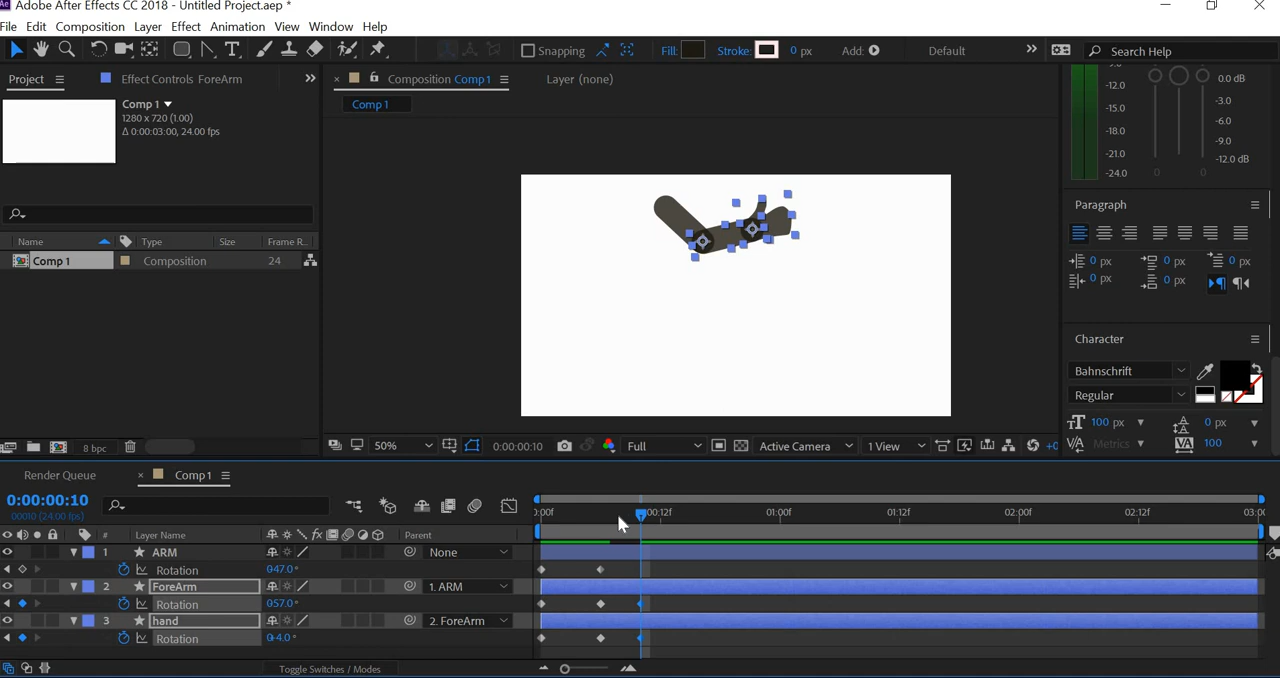 Ae Adobe After Effects CC 2018 - Untitled Project.aep *
File Edit Composition Layer Effect Animation View Window Help
Snapping Fill: Stroke: 0 px Add: Default Search Help
Project Effect Controls ForeArm
Composition Comp1 Layer (none)
Comp 1
Comp 1
1280 x 720 (1.00)
Δ 0:00:03:00, 24.00 fps
Name Type Size Frame R...
Comp 1 Composition 24
8 bpc
50% 0:00:00:10 Full Active Camera 1 View
-12.0
-15.0
-18.0
-21.0
-24.0
0.0 dB
-3.0
-6.0
-9.0
-12.0 dB
Paragraph
0 px 0 px 0 px
0 px 0 px
Character
Bahnschrift
Regular
100 px 0 px
Metrics 100
Render Queue Comp1
0:00:00:10
00010 (24.00 fps)
:00f 00:12f 01:00f 01:12f 02:00f 02:12f 03:00
# Layer Name Parent
1 ARM None
Rotation
2 ForeArm 1. ARM
Rotation
3 hand 2. ForeArm
Rotation
Toggle Switches / Modes